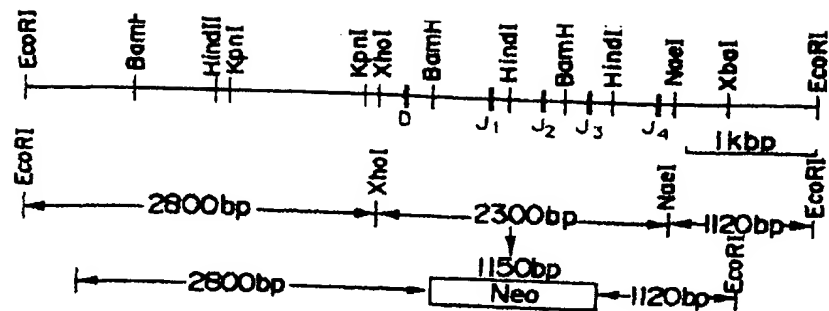 EcoRI BamH HindII KpnI KpnI XhoI BamH HindI BamH HindI NaeI XbaI EcoRI
D J1 J2 J3 J4
1kbp
EcoRI XhoI NaeI EcoRI
2800bp 2300bp 1120bp
1150bp
2800bp Neo 1120bp EcoRI